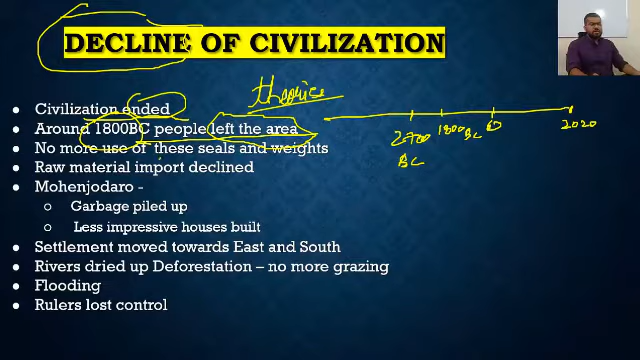 DECLINE OF CIVILIZATION
theories
Civilization ended
Around 1800BC people left the area
No more use of these seals and weights
Raw material import declined
Mohenjodaro -
Garbage piled up
Less impressive houses built
Settlement moved towards East and South
Rivers dried up Deforestation – no more grazing
Flooding
Rulers lost control
2700 BC
1800 BC
2020